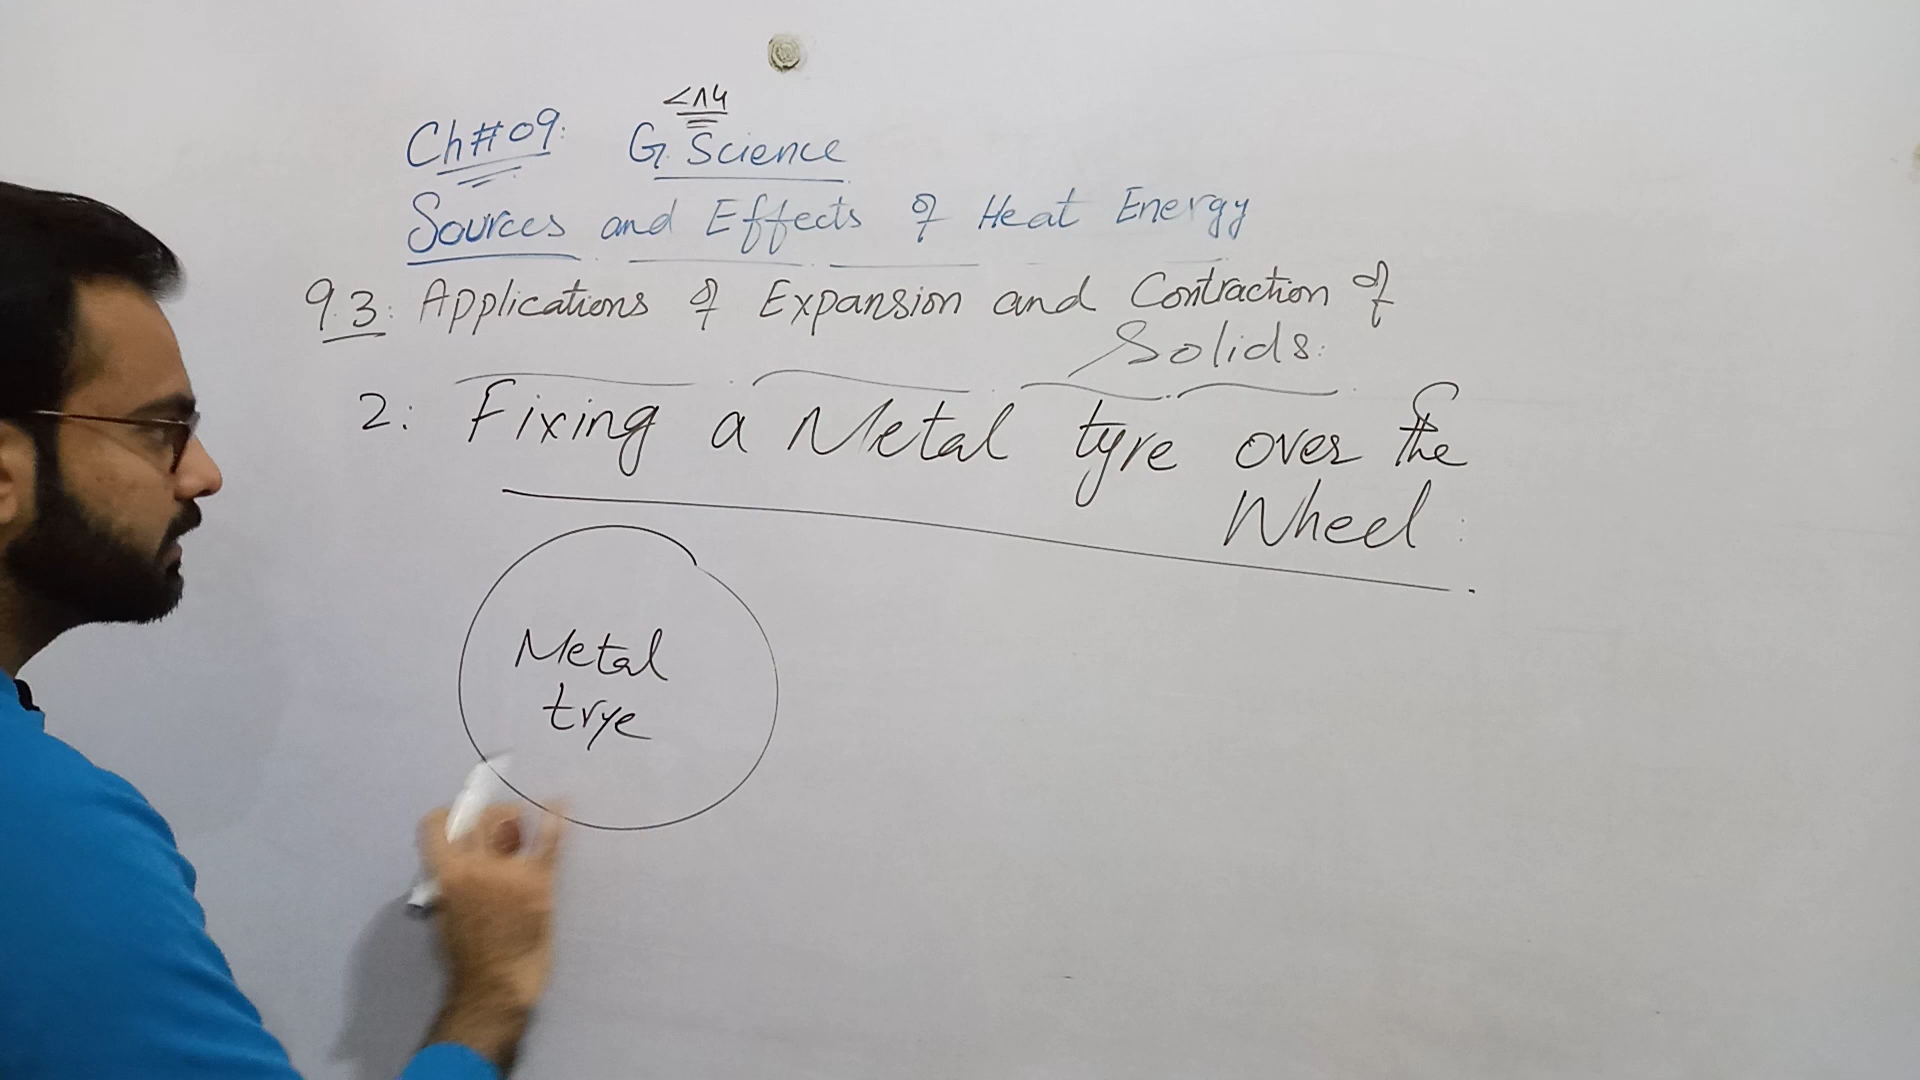 Ch#09: G. Science
Sources and Effects of Heat Energy
9.3: Applications of Expansion and Contraction of
Solids:
2: Fixing a Metal tyre over the
Wheel:
Metal
trye